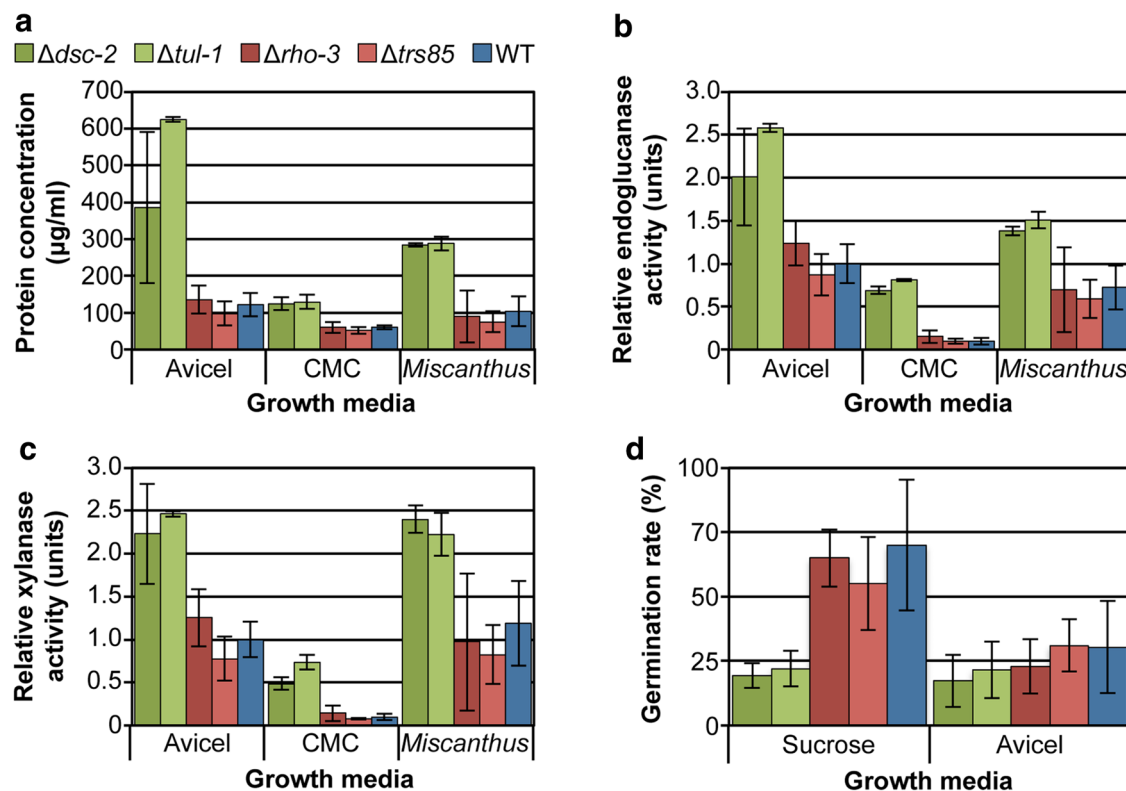 a
Δdsc-2 Δtul-1 Δrho-3 Δtrs85 WT
Protein concentration
(µg/ml)
700
600
500
400
300
200
100
0
Avicel CMC Miscanthus
Growth media
b
Relative endoglucanase
activity (units)
3.0
2.5
2.0
1.5
1.0
0.5
0
Avicel CMC Miscanthus
Growth media
c
Relative xylanase
activity (units)
3.0
2.5
2.0
1.5
1.0
0.5
0
Avicel CMC Miscanthus
Growth media
d
Germination rate (%)
100
70
50
25
0
Sucrose Avicel
Growth media